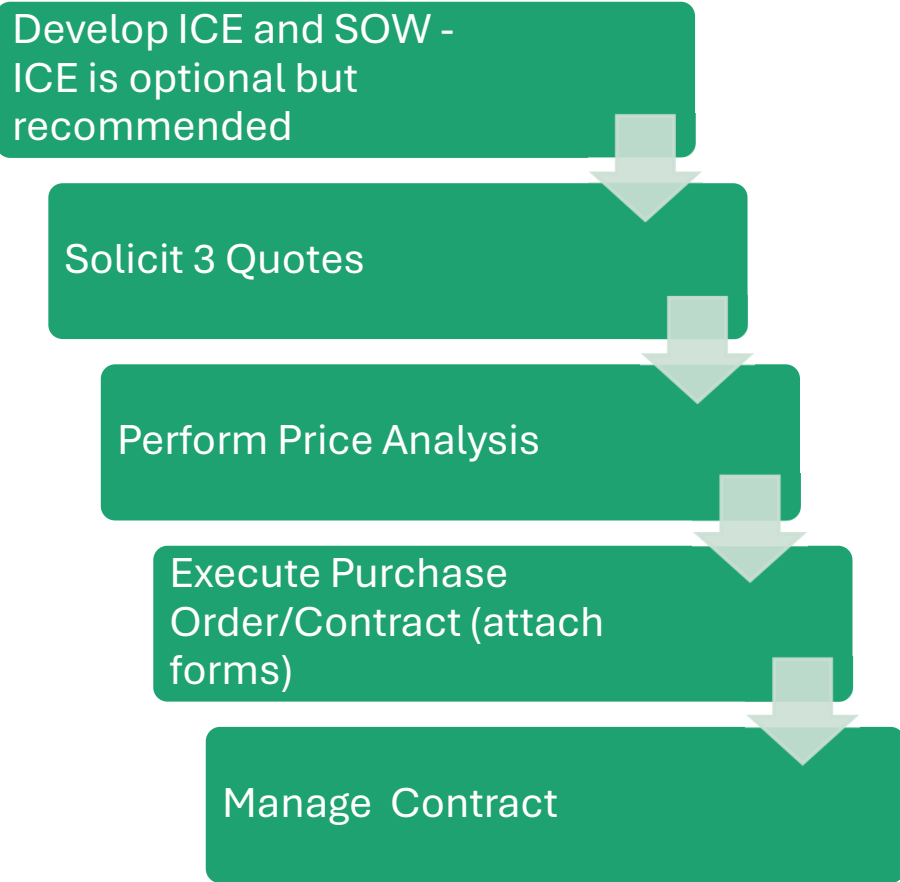 Develop ICE and SOW -
ICE is optional but
recommended
Solicit 3 Quotes
Perform Price Analysis
Execute Purchase
Order/Contract (attach
forms)
Manage  Contract